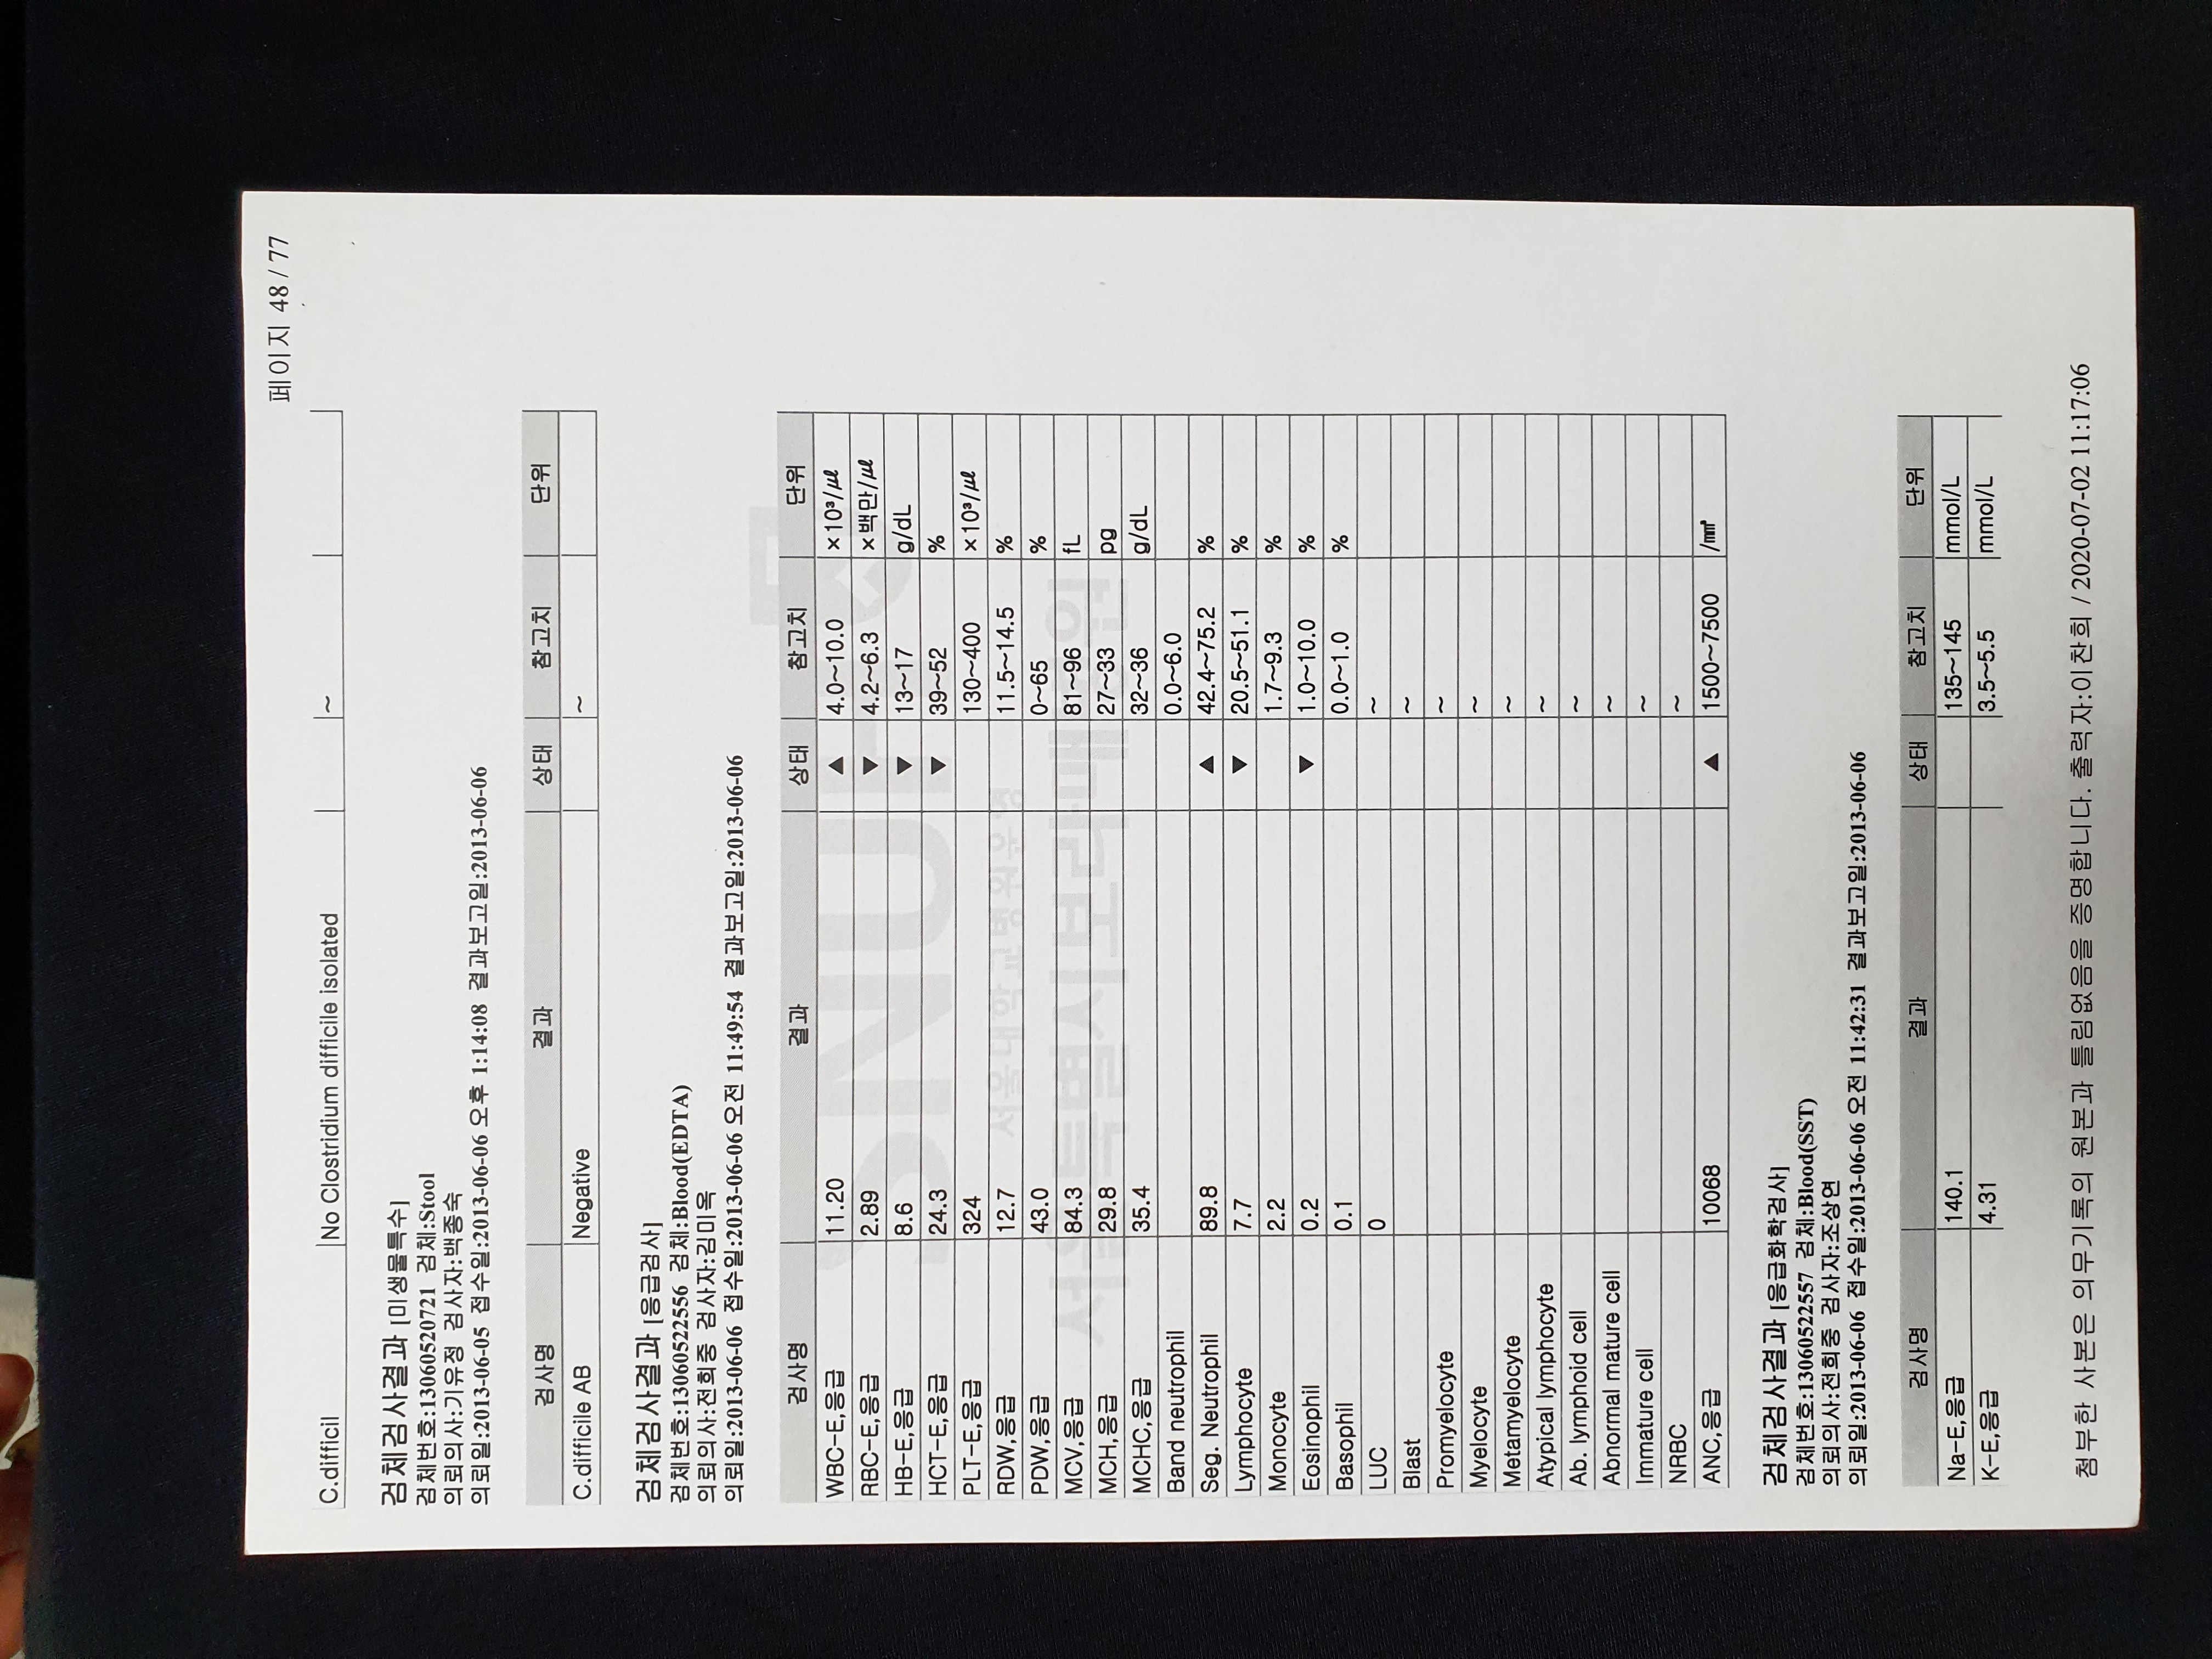 페이지 48 / 77
C.difficil No Clostridium difficile isolated ~
검체검사결과 [미생물특수]
검체번호:13060520721 검체:Stool
의뢰의사:기유정 검사자:백종숙
의뢰일:2013-06-05 접수일:2013-06-06 오후 1:14:08 결과보고일:2013-06-06
검사명 결과 상태 참고치 단위
C.difficile AB Negative ~
검체검사결과 [응급검사]
검체번호:13060522556 검체:Blood(EDTA)
의뢰의사:전희중 검사자:김미옥
의뢰일:2013-06-06 접수일:2013-06-06 오전 11:49:54 결과보고일:2013-06-06
검사명 결과 상태 참고치 단위
WBC-E,응급 11.20 ▲ 4.0~10.0 ×10³/㎕
RBC-E,응급 2.89 ▼ 4.2~6.3 ×백만/㎕
HB-E,응급 8.6 ▼ 13~17 g/dL
HCT-E,응급 24.3 ▼ 39~52 %
PLT-E,응급 324 130~400 ×10³/㎕
RDW,응급 12.7 11.5~14.5 %
PDW,응급 43.0 0~65 %
MCV,응급 84.3 81~96 fL
MCH,응급 29.8 27~33 pg
MCHC,응급 35.4 32~36 g/dL
Band neutrophil 0.0~6.0
Seg. Neutrophil 89.8 ▲ 42.4~75.2 %
Lymphocyte 7.7 ▼ 20.5~51.1 %
Monocyte 2.2 1.7~9.3 %
Eosinophil 0.2 ▼ 1.0~10.0 %
Basophil 0.1 0.0~1.0 %
LUC 0 ~
Blast ~
Promyelocyte ~
Myelocyte ~
Metamyelocyte ~
Atypical lymphocyte ~
Ab. lymphoid cell ~
Abnormal mature cell ~
Immature cell ~
NRBC ~
ANC,응급 10068 ▲ 1500~7500 /㎣
SNUH
서울대학교병원운영
서울특별시보라매병원
검체검사결과 [응급화학검사]
검체번호:13060522557 검체:Blood(SST)
의뢰의사:전희중 검사자:조상연
의뢰일:2013-06-06 접수일:2013-06-06 오전 11:42:31 결과보고일:2013-06-06
검사명 결과 상태 참고치 단위
Na-E,응급 140.1 135~145 mmol/L
K-E,응급 4.31 3.5~5.5 mmol/L
첨부한 사본은 의무기록의 원본과 틀림없음을 증명합니다. 출력자:이찬희 / 2020-07-02 11:17:06